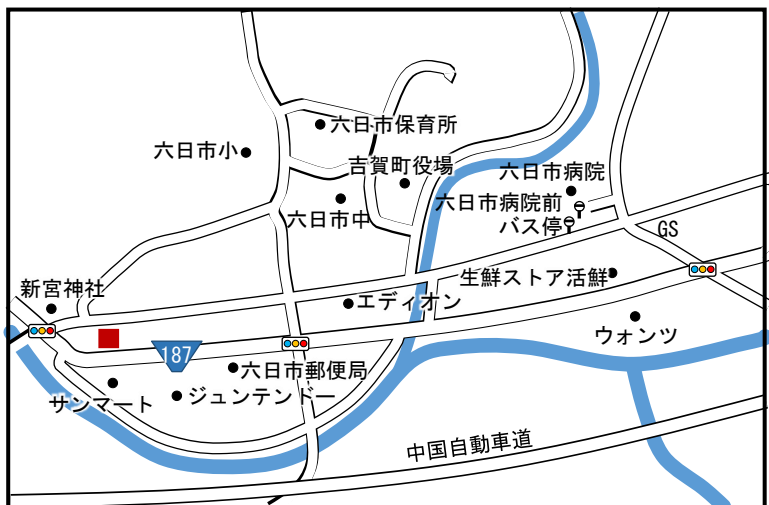 六日市保育所
六日市小
吉賀町役場
六日市病院
六日市病院前
バス停
六日市中
GS
生鮮ストア活鮮
新宮神社
エディオン
ウォンツ
187
六日市郵便局
サンマート
ジュンテンドー
中国自動車道